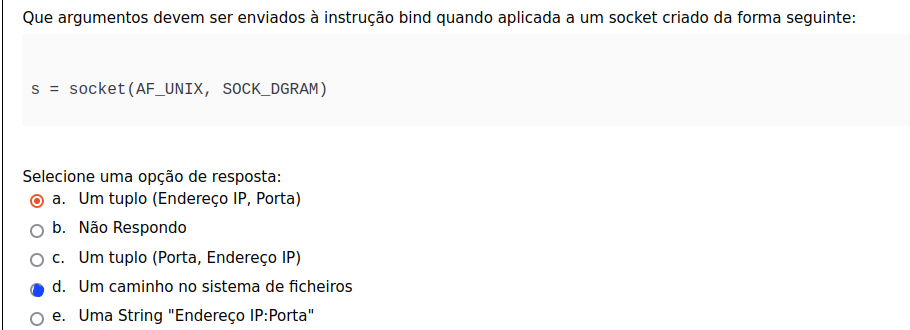 Que argumentos devem ser enviados à instrução bind quando aplicada a um socket criado da forma seguinte:
s = socket(AF_UNIX, SOCK_DGRAM)
Selecione uma opção de resposta:
a. Um tuplo (Endereço IP, Porta)
b. Não Respondo
c. Um tuplo (Porta, Endereço IP)
d. Um caminho no sistema de ficheiros
e. Uma String "Endereço IP:Porta"